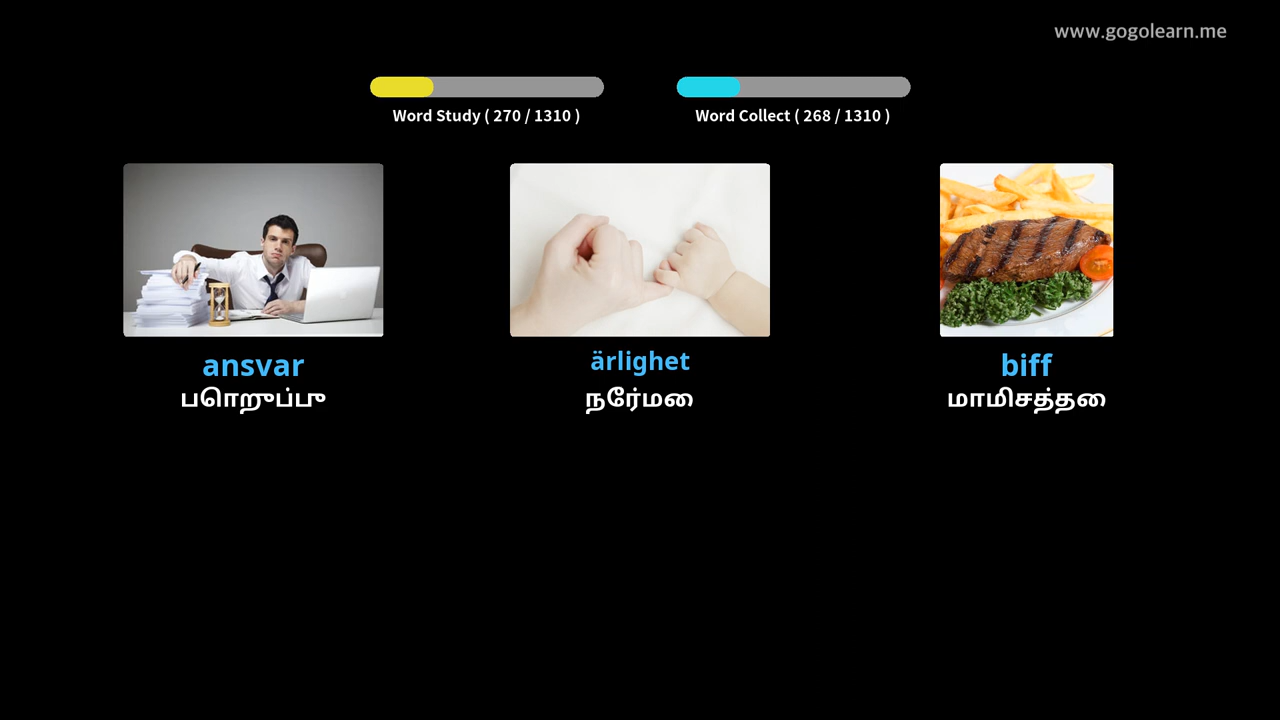 www.gogolearn.me
Word Study ( 270 / 1310 )
Word Collect ( 268 / 1310 )
ansvar
பொறுப்பு
ärlighet
நேர்மை
biff
மாமிசத்தை